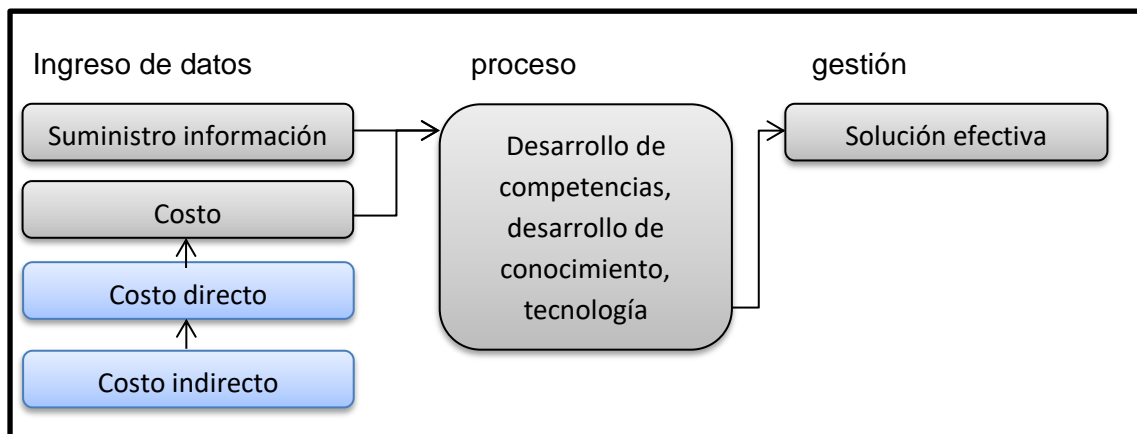 Ingreso de datos
proceso
gestión
Suministro información
Costo
Costo directo
Costo indirecto
Desarrollo de
competencias,
desarrollo de
conocimiento,
tecnología
Solución efectiva